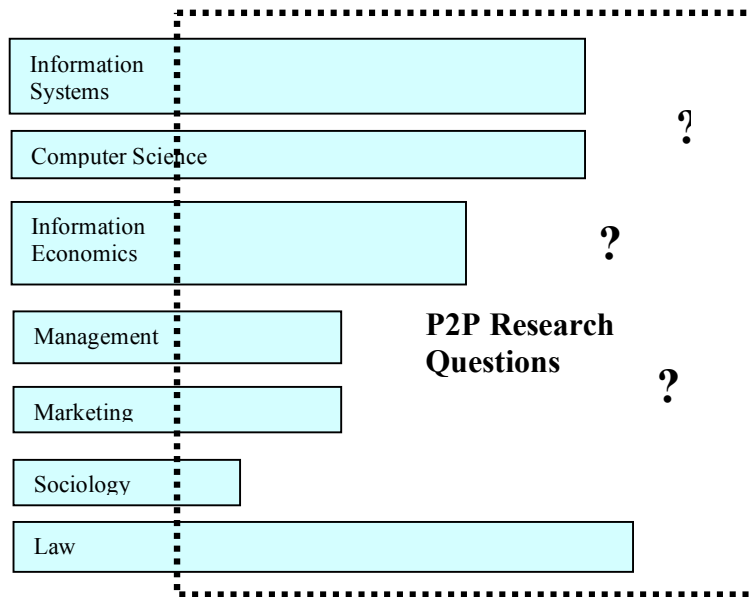 Information
Systems
?
Computer Science
Information
Economics
?
P2P Research
Questions
Management
?
Marketing
Sociology
Law